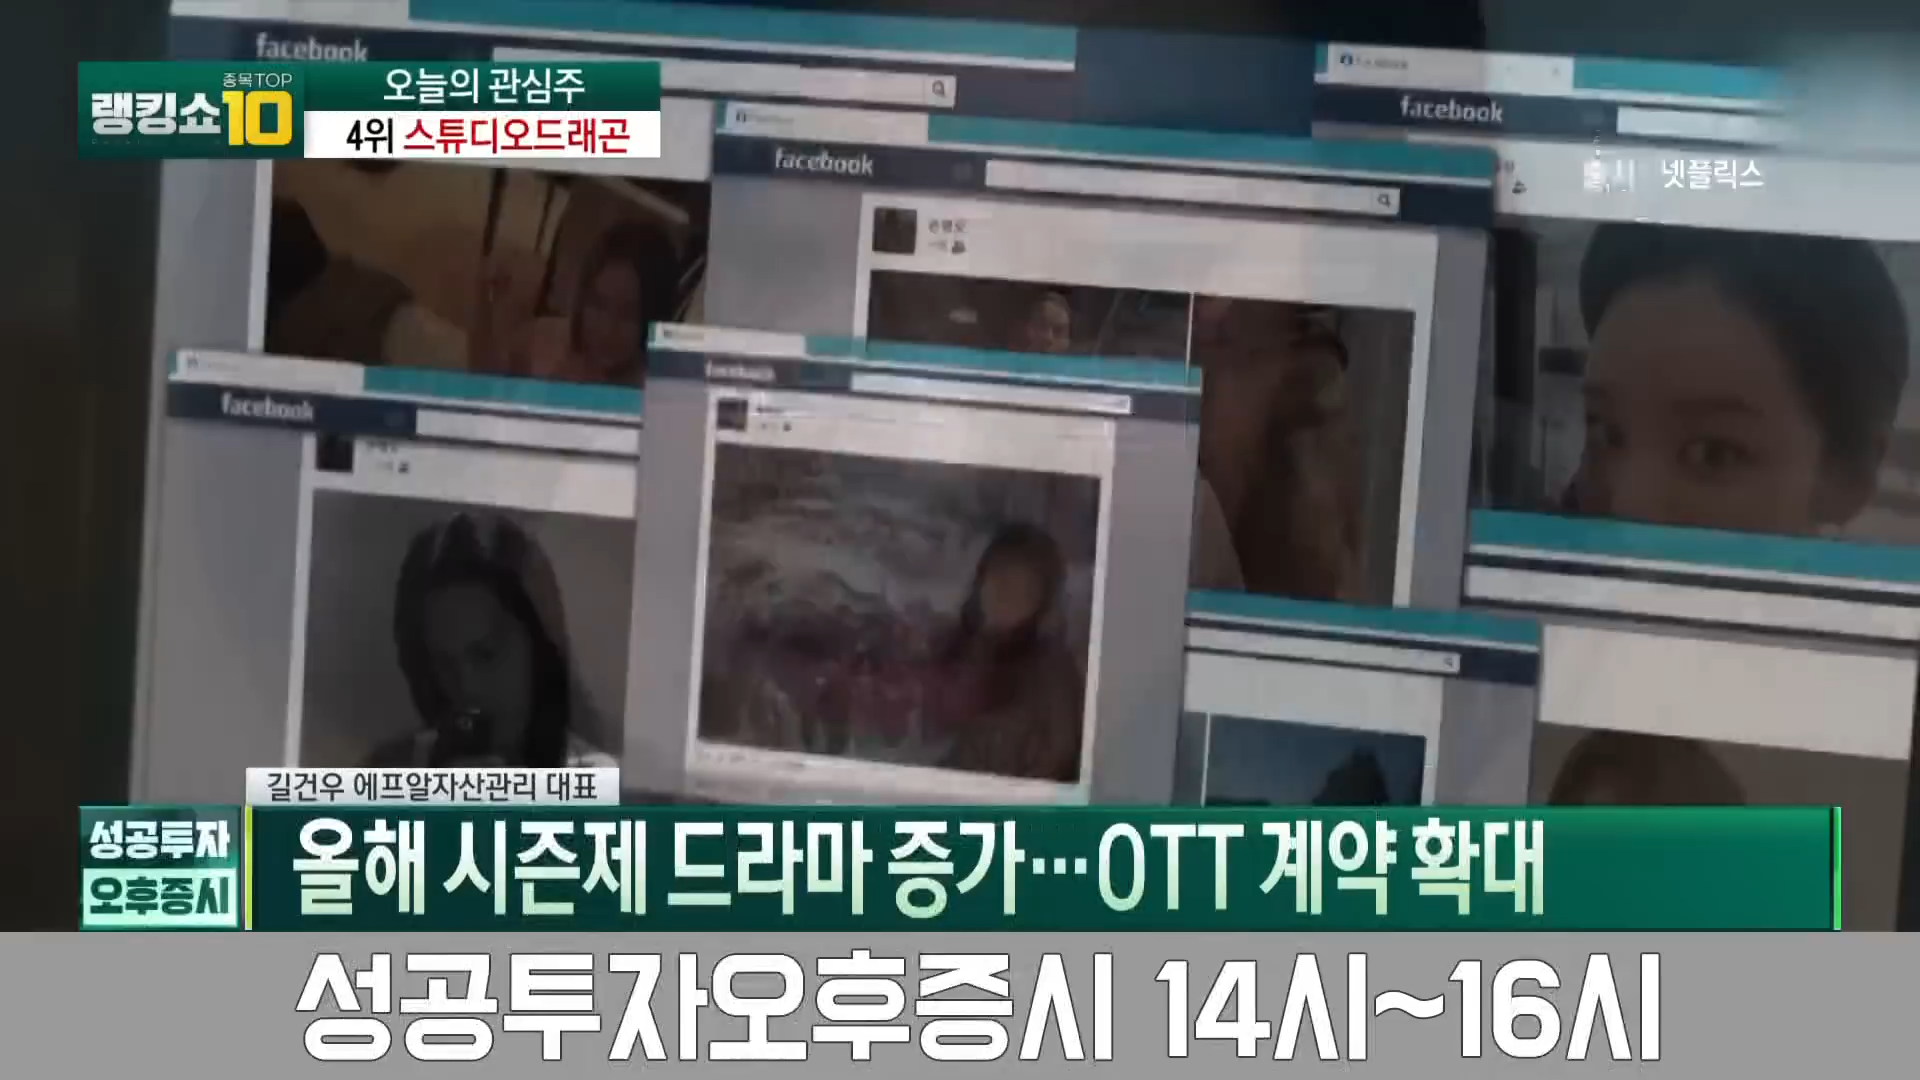 facebook
종목TOP
랭킹쇼10
오늘의 관심주
4위 스튜디오드래곤
facebook
facebook
넷플릭스
facebook
facebook
길건우 에프알자산관리 대표
성공투자
오후증시
올해 시즌제 드라마 증가···OTT 계약 확대
성공투자오후증시 14시~16시